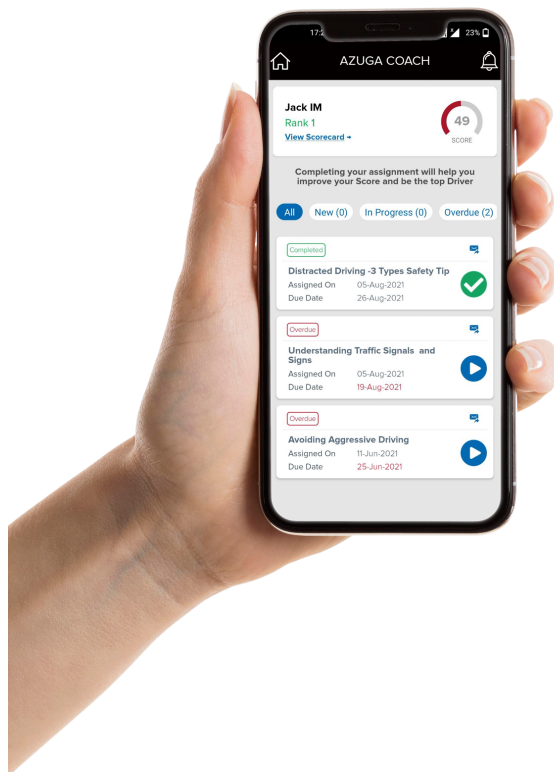 23%
AZUGA COACH
Jack IM
Rank 1
View Scorecard
49
SCORE
Completing your assignment will help you
improve your Score and be the top Driver
All New (0) In Progress (0) Overdue (2)
Completed
Distracted Driving -3 Types Safety Tip
Assigned On 05-Aug-2021
Due Date 26-Aug-2021
Overdue
Understanding Traffic Signals and
Signs
Assigned On 05-Aug-2021
Due Date 19-Aug-2021
Overdue
Avoiding Aggressive Driving
Assigned On 11-Jun-2021
Due Date 25-Jun-2021